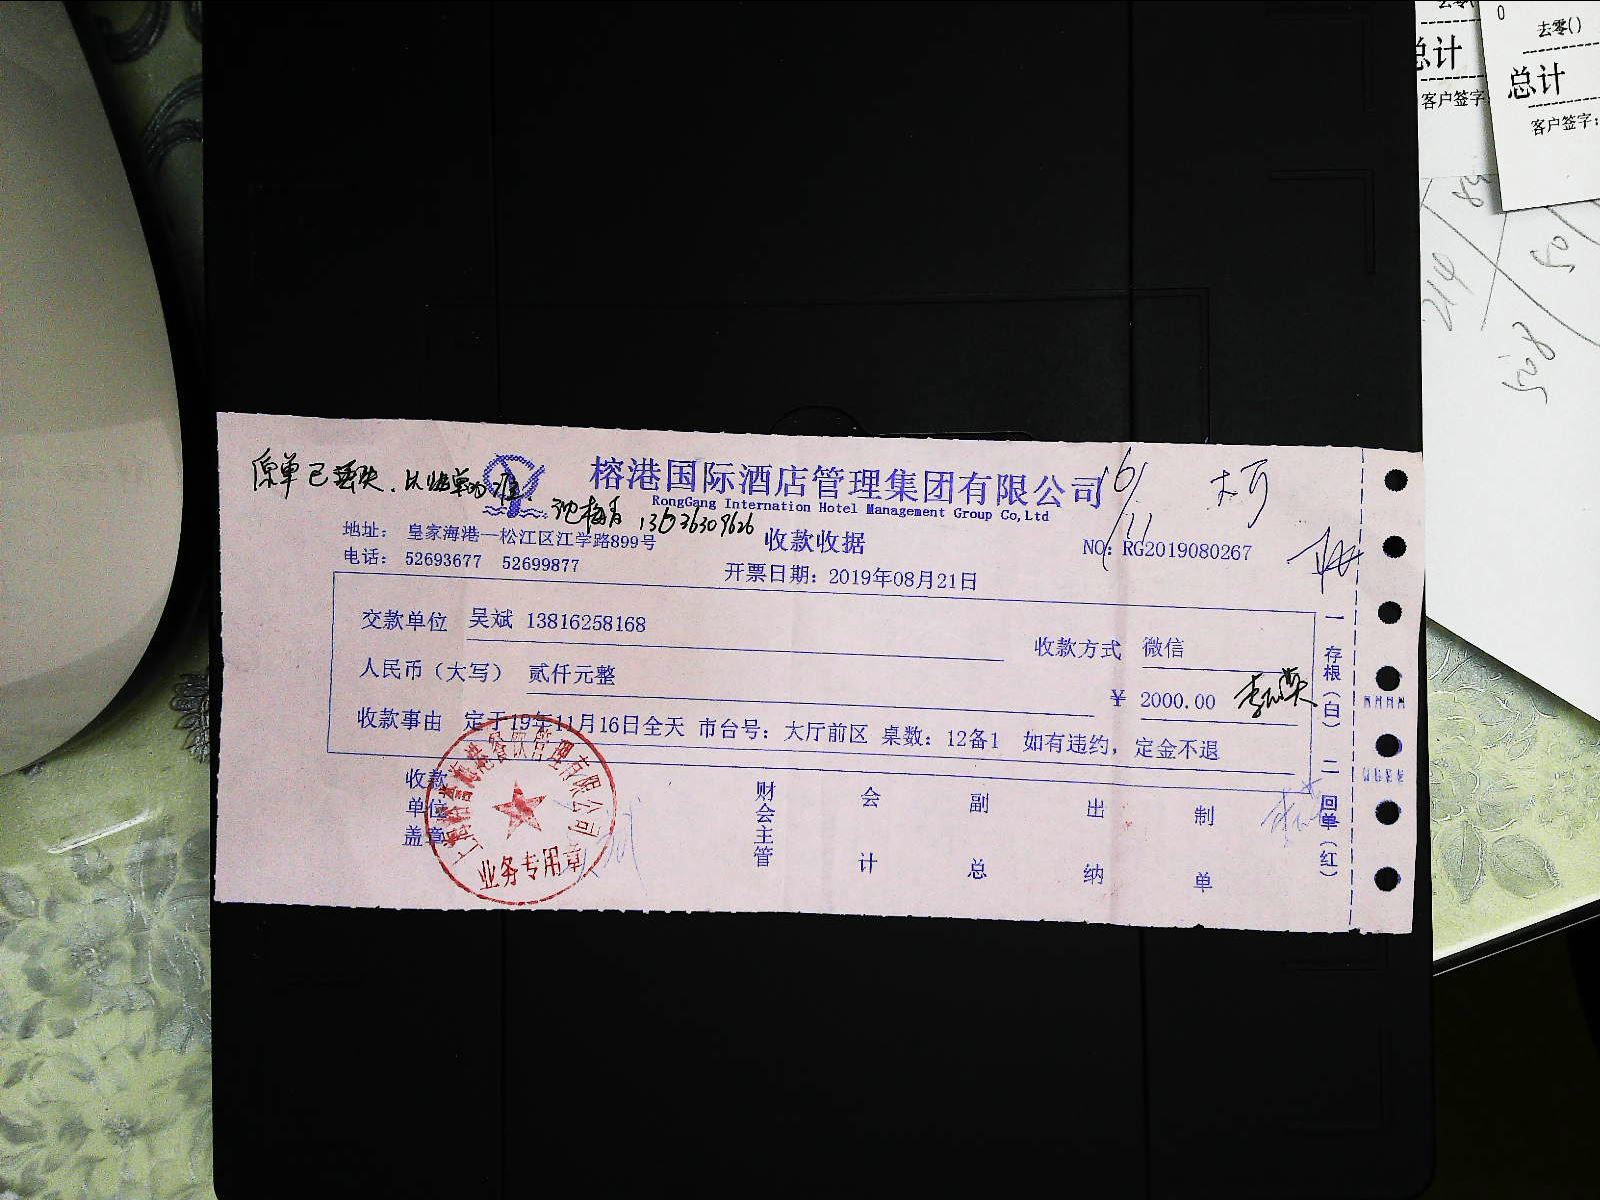 去零()
总计
客户签字:
总计
客户签字:
原单已丢失.以此单为准
榕港国际酒店管理集团有限公司
RongGang Internation Hotel Management Group Co,Ltd
13636309626
16/11
地址: 皇家海港—松江区江学路899号
收款收据
NO: RG2019080267
电话: 52693677 52699877
开票日期: 2019年08月21日
交款单位 吴斌 13816258168
收款方式 微信
人民币(大写) 贰仟元整
¥ 2000.00
收款事由 定于19年11月16日全天 市台号: 大厅前区 桌数: 12备1 如有违约, 定金不退
收款单位盖章
财会主管
会计
副总
出纳
制单
一存根(白) 二回单(红)
业务专用章